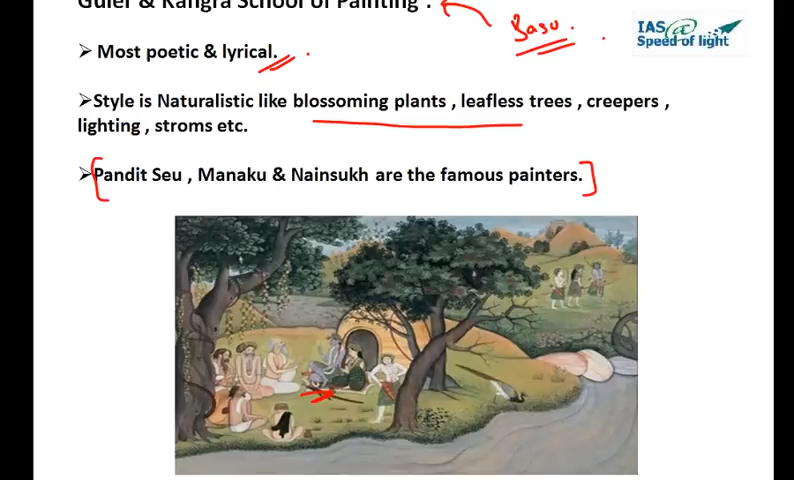 Guler & Kangra School of Painting :
Basu.
IAS@
Speed of light
➢ Most poetic & lyrical.
➢Style is Naturalistic like blossoming plants , leafless trees , creepers ,
lighting , stroms etc.
➢Pandit Seu , Manaku & Nainsukh are the famous painters.